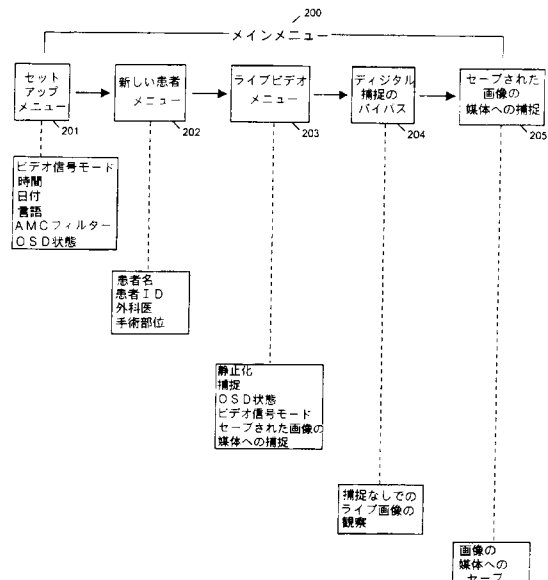 200
メインメニュー
セット
アップ
メニュー
201
新しい患者
メニュー
202
ライブビデオ
メニュー
203
ディジタル
捕捉の
バイパス
204
セーブされた
画像の
媒体への捕捉
205
ビデオ信号モード
時間
日付
言語
AMCフィルター
OSD状態
患者名
患者ID
外科医
手術部位
静止化
捕捉
OSD状態
ビデオ信号モード
セーブされた画像の
媒体への捕捉
捕捉なしでの
ライブ画像の
観察
画像の
媒体への
セーブ